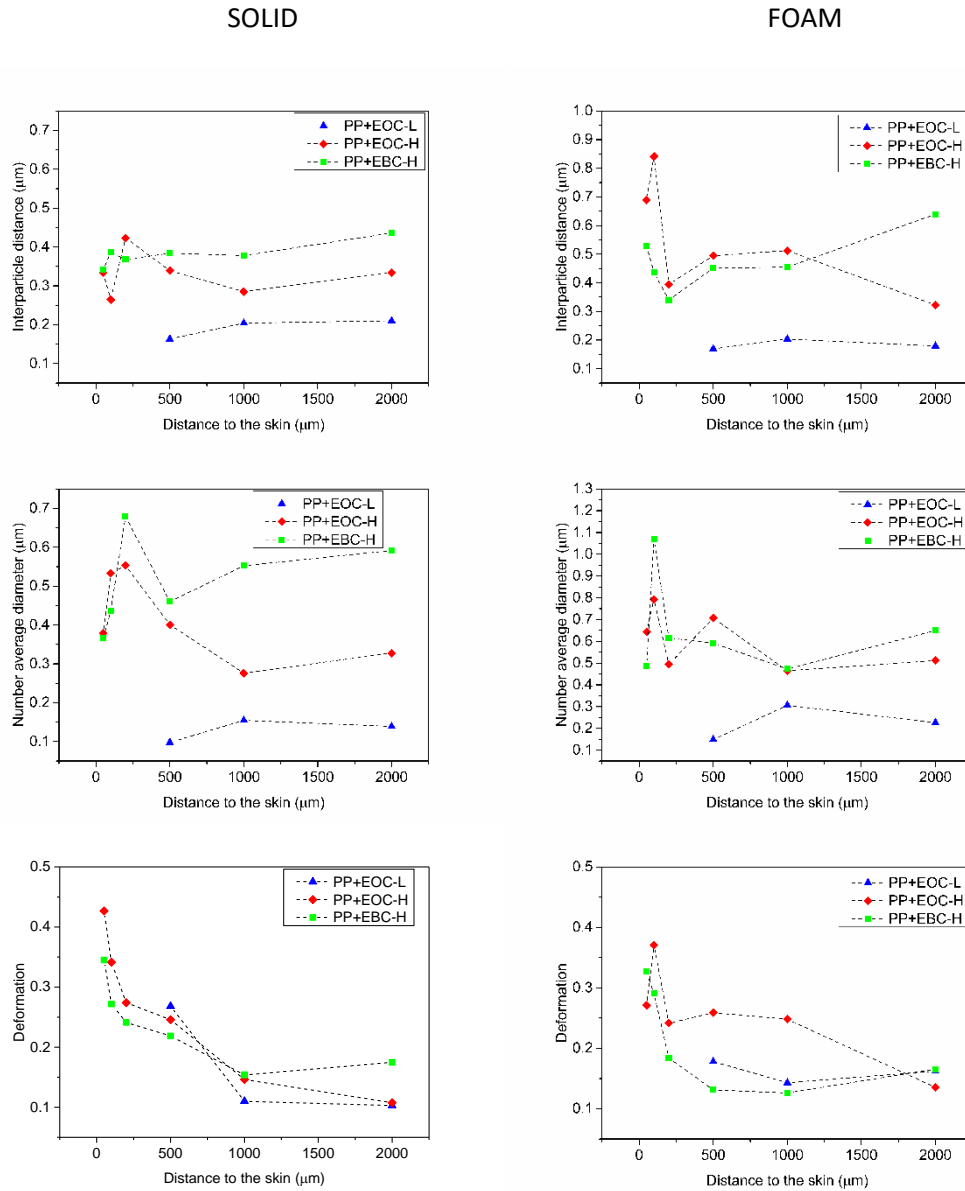 SOLID
FOAM
0.7
0.6
0.5
0.4
0.3
0.2
0.1
Interparticle distance (μm)
PP+EOC-L
PP+EOC-H
PP+EBC-H
0 500 1000 1500 2000
Distance to the skin (μm)
1.0
0.9
0.8
0.7
0.6
0.5
0.4
0.3
0.2
0.1
Interparticle distance (μm)
PP+EOC-L
PP+EOC-H
PP+EBC-H
0 500 1000 1500 2000
Distance to the skin (μm)
0.7
0.6
0.5
0.4
0.3
0.2
0.1
Number average diameter (μm)
PP+EOC-L
PP+EOC-H
PP+EBC-H
0 500 1000 1500 2000
Distance to the skin (μm)
1.3
1.2
1.1
1.0
0.9
0.8
0.7
0.6
0.5
0.4
0.3
0.2
0.1
Number average diameter (μm)
PP+EOC-L
PP+EOC-H
PP+EBC-H
0 500 1000 1500 2000
Distance to the skin (μm)
0.5
0.4
0.3
0.2
0.1
Deformation
PP+EOC-L
PP+EOC-H
PP+EBC-H
0 500 1000 1500 2000
Distance to the skin (μm)
0.5
0.4
0.3
0.2
0.1
Deformation
PP+EOC-L
PP+EOC-H
PP+EBC-H
0 500 1000 1500 2000
Distance to the skin (μm)